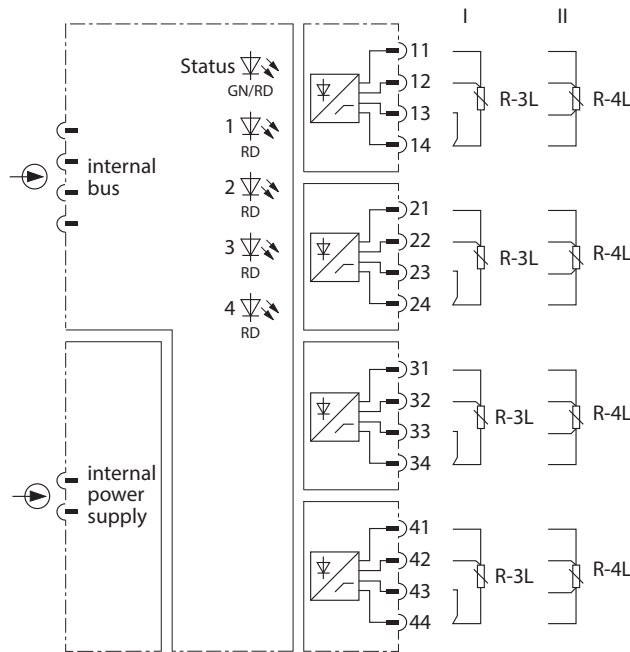 I II
Status
GN/RD
1
RD
2
RD
3
RD
4
RD
internal
bus
internal
power
supply
11
12
13
14
R-3L R-4L
21
22
23
24
R-3L R-4L
31
32
33
34
R-3L R-4L
41
42
43
44
R-3L R-4L